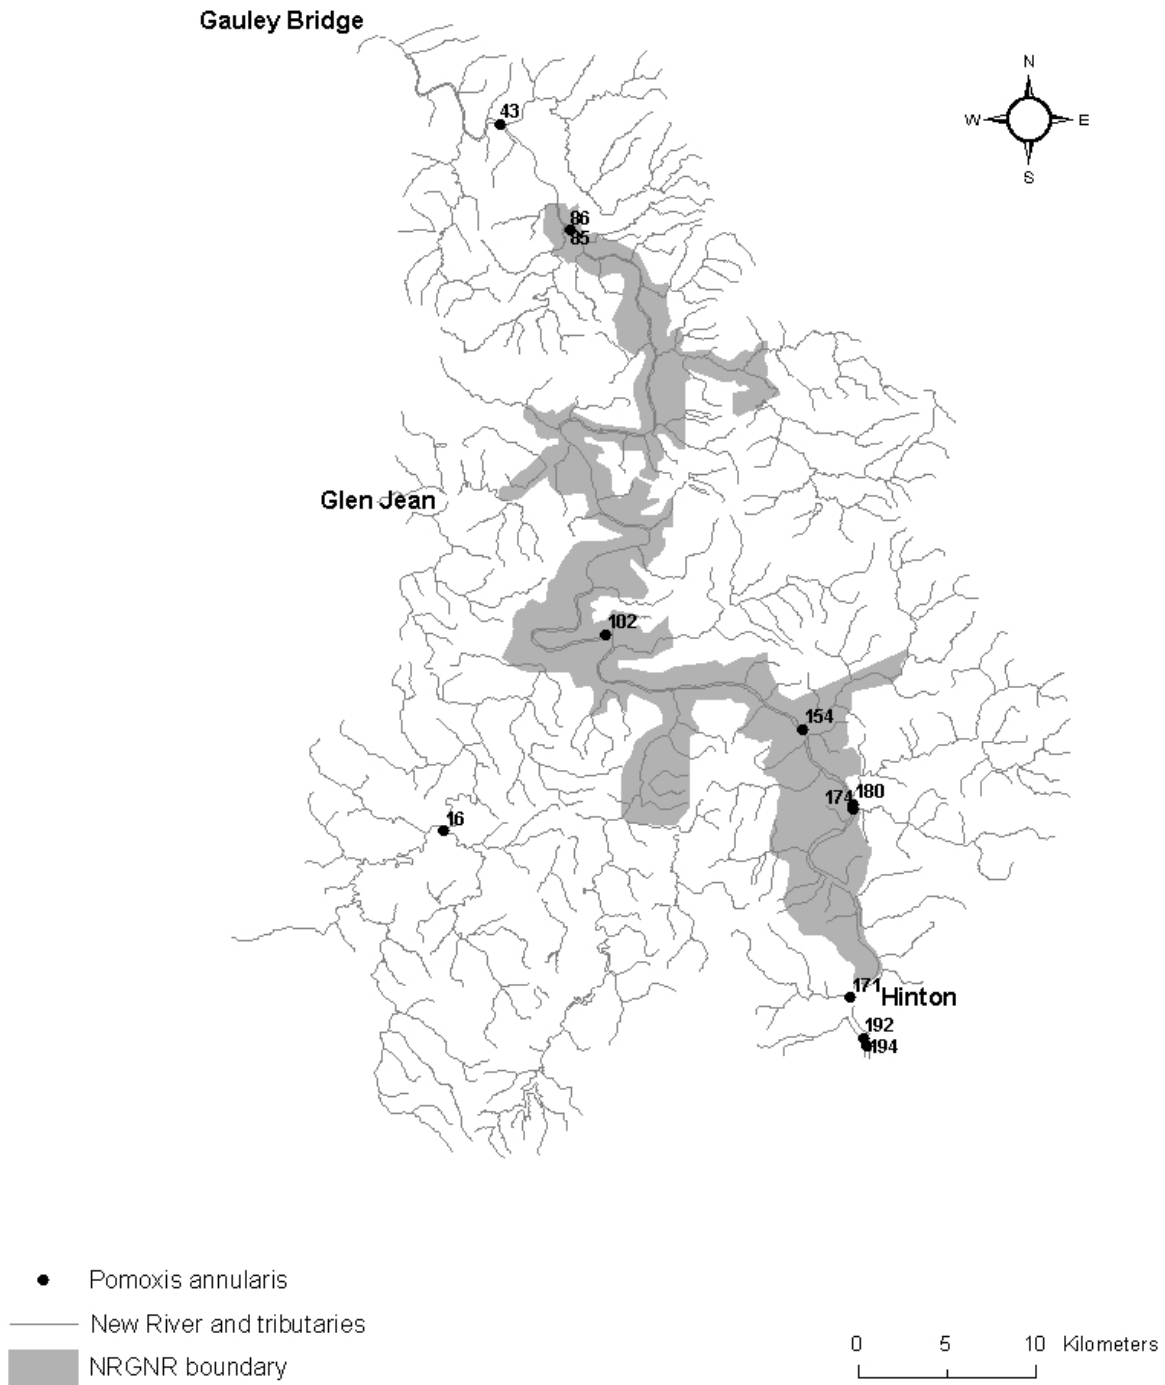 Gauley Bridge
N
W E
S
43
86
85
Glen Jean
102
154
180
174
16
171
Hinton
192
194
Pomoxis annularis
New River and tributaries
NRGNR boundary
0 5 10 Kilometers